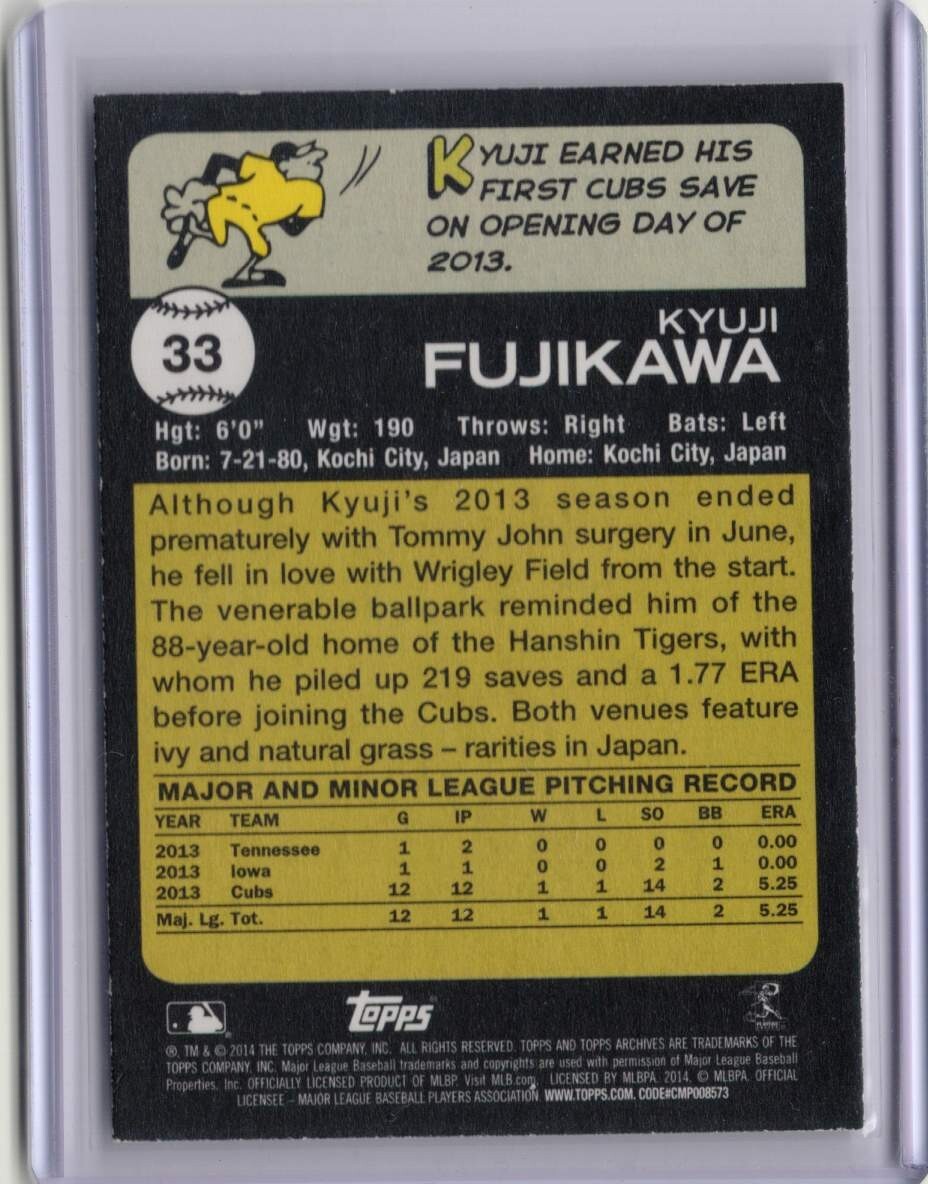 KYUJI EARNED HIS
FIRST CUBS SAVE
ON OPENING DAY OF
2013.
33
KYUJI
FUJIKAWA
Hgt: 6'0" Wgt: 190 Throws: Right Bats: Left
Born: 7-21-80, Kochi City, Japan Home: Kochi City, Japan
Although Kyuji's 2013 season ended
prematurely with Tommy John surgery in June,
he fell in love with Wrigley Field from the start.
The venerable ballpark reminded him of the
88-year-old home of the Hanshin Tigers, with
whom he piled up 219 saves and a 1.77 ERA
before joining the Cubs. Both venues feature
ivy and natural grass – rarities in Japan.
MAJOR AND MINOR LEAGUE PITCHING RECORD
YEAR TEAM G IP W L SO BB ERA
2013 Tennessee 1 2 0 0 0 0 0.00
2013 Iowa 1 1 0 0 2 1 0.00
2013 Cubs 12 12 1 1 14 2 5.25
Maj. Lg. Tot. 12 12 1 1 14 2 5.25
Topps
®, TM & © 2014 THE TOPPS COMPANY, INC. ALL RIGHTS RESERVED. TOPPS AND TOPPS ARCHIVES ARE TRADEMARKS OF THE
TOPPS COMPANY, INC. Major League Baseball trademarks and copyrights are used with permission of Major League Baseball
Properties, Inc. OFFICIALLY LICENSED PRODUCT OF MLBP. Visit MLB.com LICENSED BY MLBPA. 2014. © MLBPA. OFFICIAL
LICENSEE – MAJOR LEAGUE BASEBALL PLAYERS ASSOCIATION WWW.TOPPS.COM. CODE#CMP008573